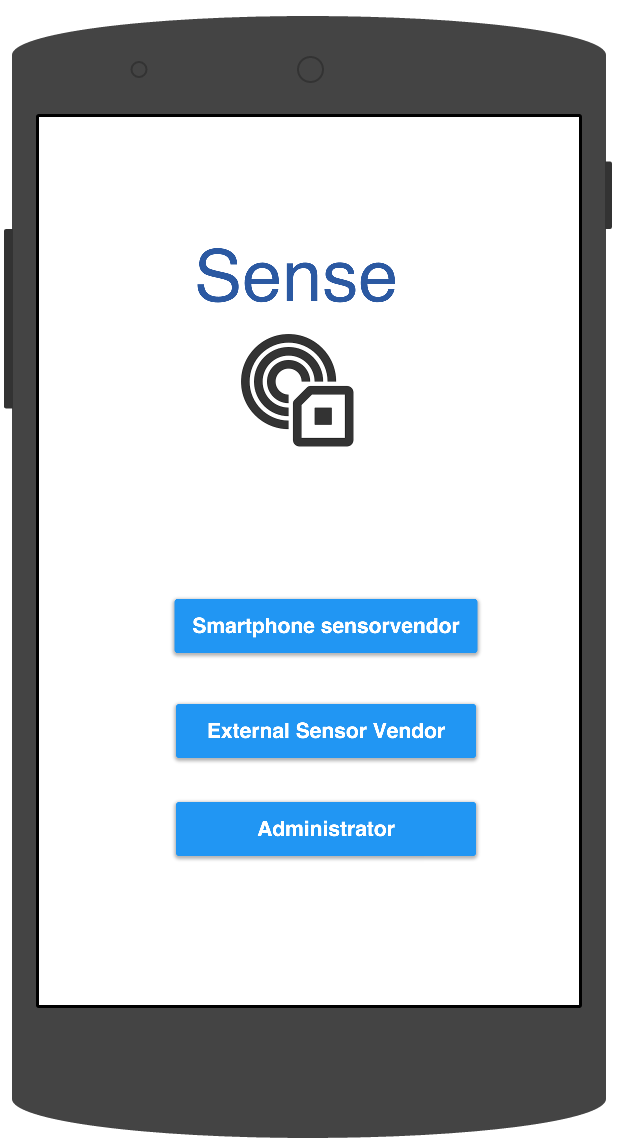 Sense
Smartphone sensorvendor
External Sensor Vendor
Administrator